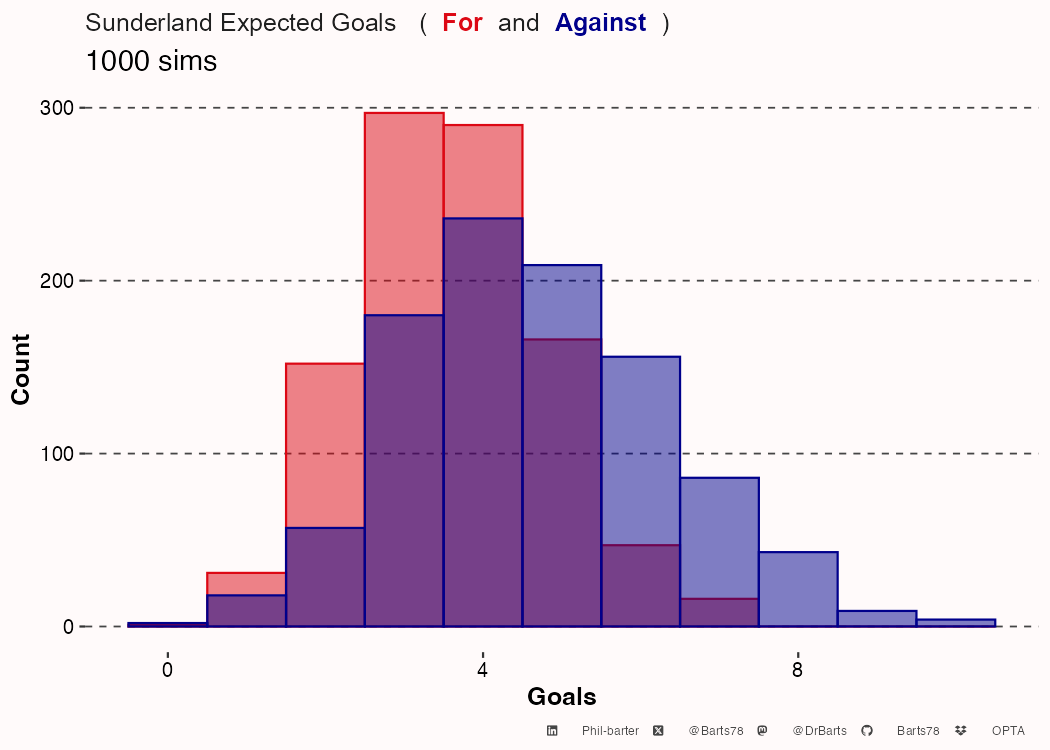 Sunderland Expected Goals ( For and Against )
1000 sims
300
200
100
0
Count
0 4 8
Goals
Phil-barter @Barts78 @DrBarts Barts78 OPTA